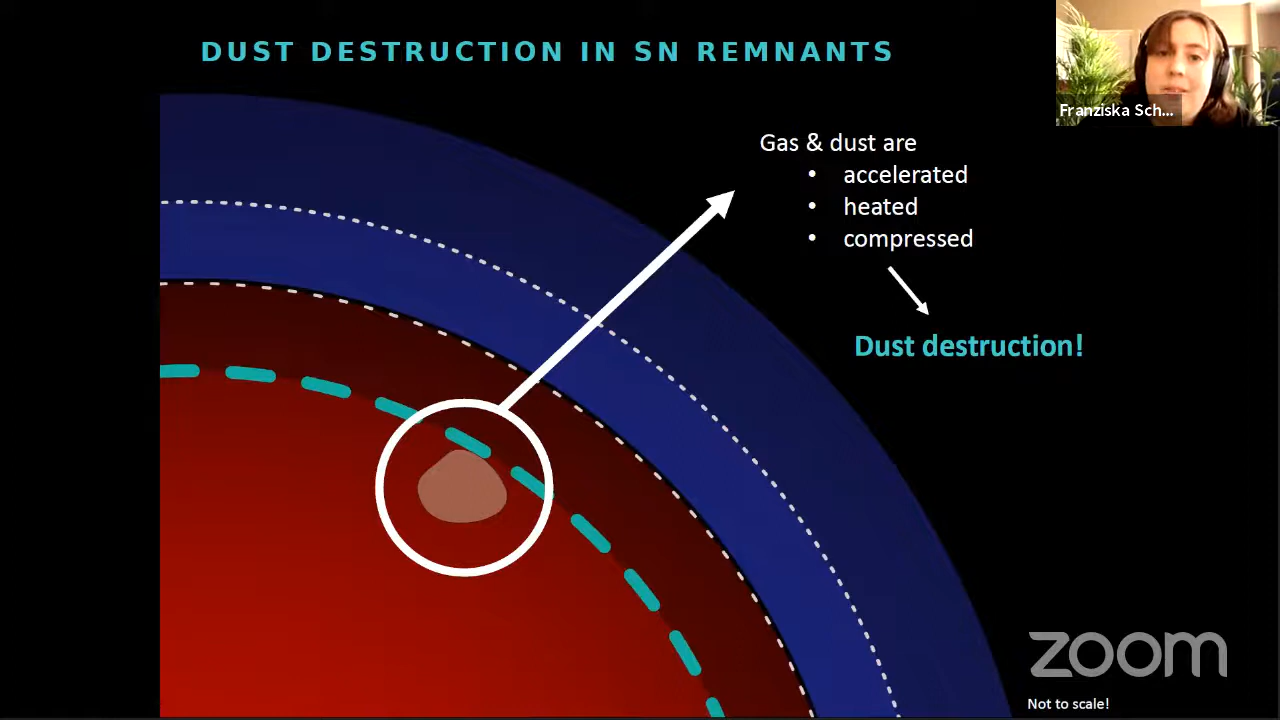 DUST DESTRUCTION IN SN REMNANTS
Franziska Sch...
Gas & dust are
• accelerated
• heated
• compressed
Dust destruction!
zoom
Not to scale!